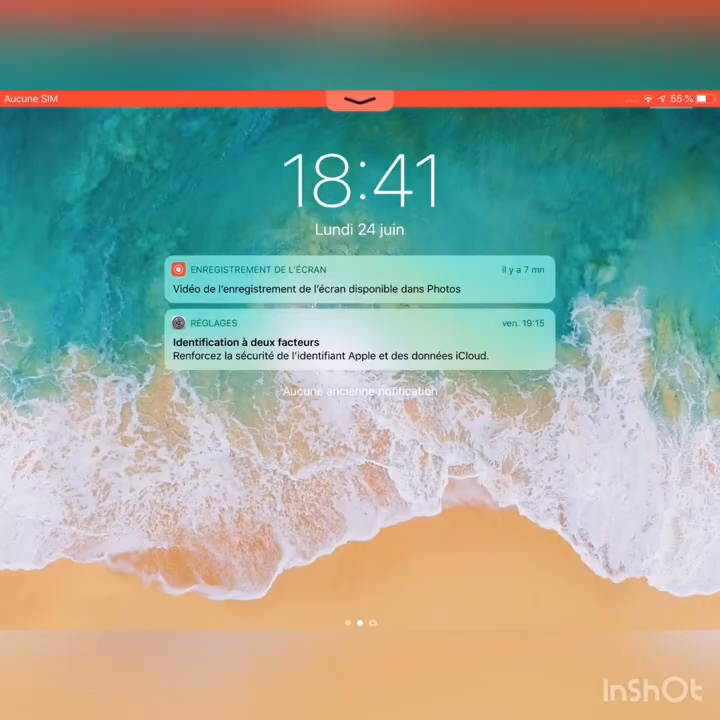 Aucune SIM
55 %
18:41
Lundi 24 juin
ENREGISTREMENT DE L'ÉCRAN il y a 7 mn
Vidéo de l'enregistrement de l'écran disponible dans Photos
RÉGLAGES ven. 19:15
Identification à deux facteurs
Renforcez la sécurité de l'identifiant Apple et des données iCloud.
Aucune ancienne notification
InShOt